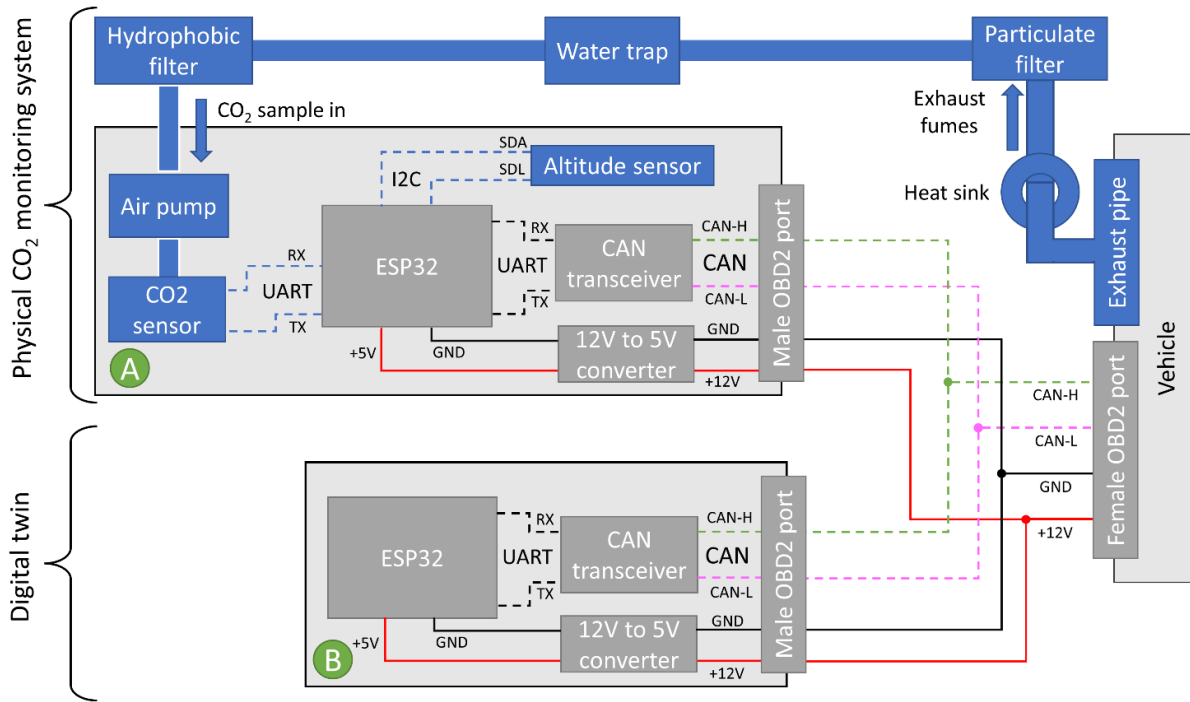 Physical CO₂ monitoring system
Hydrophobic
filter
Water trap
Particulate
filter
CO₂ sample in
Exhaust
fumes
Heat sink
Exhaust pipe
Vehicle
Air pump
CO2
sensor
RX
UART
TX
SDA
I2C
SDL
Altitude sensor
ESP32
RX
UART
TX
CAN
transceiver
CAN-H
CAN
CAN-L
Male OBD2 port
+5V
GND
12V to 5V
converter
GND
+12V
A
Female OBD2 port
CAN-H
CAN-L
GND
+12V
Digital twin
ESP32
RX
UART
TX
CAN
transceiver
CAN-H
CAN
CAN-L
Male OBD2 port
+5V
GND
12V to 5V
converter
GND
+12V
B